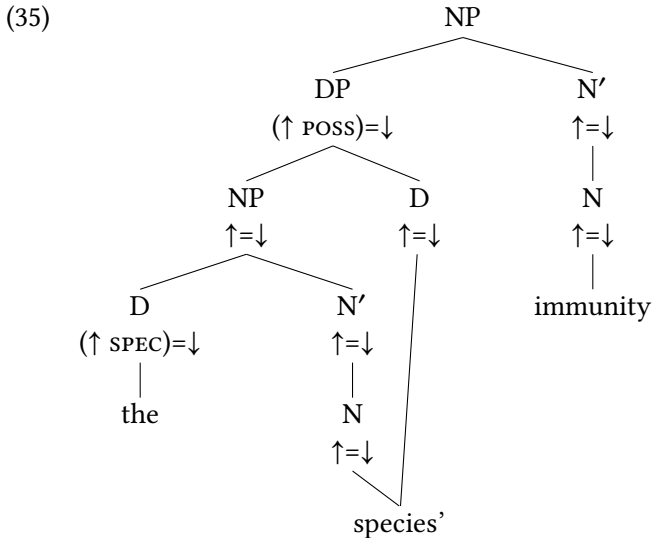 (35) NP
DP N′
(↑ POSS)=↓ ↑=↓
NP D N
↑=↓ ↑=↓ ↑=↓
D N′ immunity
(↑ SPEC)=↓ ↑=↓
the N
↑=↓
species’